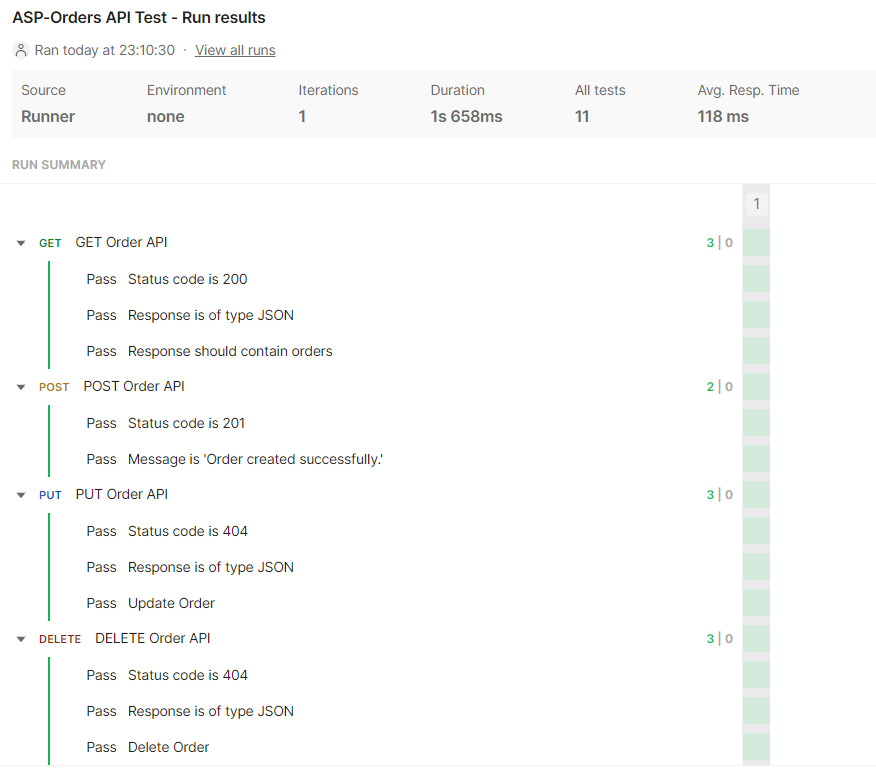 ASP-Orders API Test - Run results
Ran today at 23:10:30 · View all runs
Source Environment Iterations Duration All tests Avg. Resp. Time
Runner none 1 1s 658ms 11 118 ms
RUN SUMMARY
1
GET GET Order API 3 | 0
Pass Status code is 200
Pass Response is of type JSON
Pass Response should contain orders
POST POST Order API 2 | 0
Pass Status code is 201
Pass Message is 'Order created successfully.'
PUT PUT Order API 3 | 0
Pass Status code is 404
Pass Response is of type JSON
Pass Update Order
DELETE DELETE Order API 3 | 0
Pass Status code is 404
Pass Response is of type JSON
Pass Delete Order